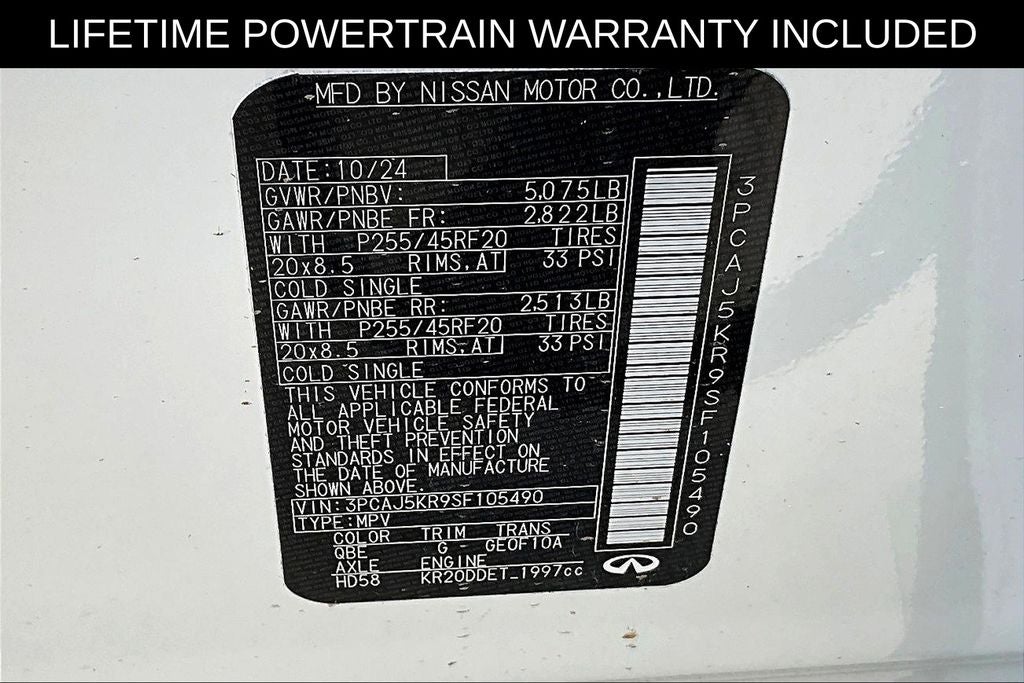 LIFETIME POWERTRAIN WARRANTY INCLUDED
MFD BY NISSAN MOTOR CO.,LTD.
DATE:10/24
GVWR/PNBV: 5,075LB
GAWR/PNBE FR: 2,822LB
WITH P255/45RF20 TIRES
20x8.5 RIMS,AT 33 PSI
COLD SINGLE
GAWR/PNBE RR: 2,513LB
WITH P255/45RF20 TIRES
20x8.5 RIMS,AT 33 PSI
COLD SINGLE
THIS VEHICLE CONFORMS TO
ALL APPLICABLE FEDERAL
MOTOR VEHICLE SAFETY
AND THEFT PREVENTION
STANDARDS IN EFFECT ON
THE DATE OF MANUFACTURE
SHOWN ABOVE.
VIN:3PCAJ5KR9SF105490
TYPE:MPV
COLOR TRIM TRANS
QBE G GE0F10A
AXLE ENGINE
HD58 KR20DDET 1997cc
3PCAJ5KR9SF105490